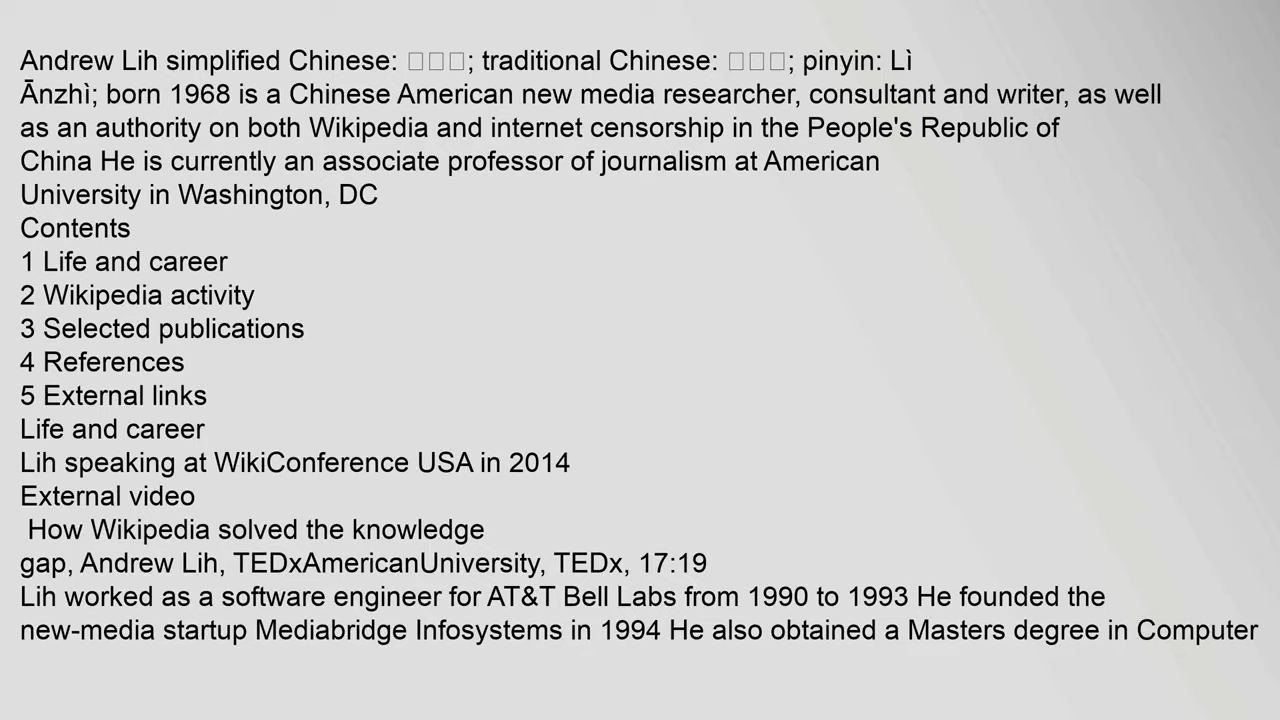 Andrew Lih simplified Chinese: □□□; traditional Chinese: □□□; pinyin: Lì
Ānzhì; born 1968 is a Chinese American new media researcher, consultant and writer, as well
as an authority on both Wikipedia and internet censorship in the People's Republic of
China He is currently an associate professor of journalism at American
University in Washington, DC
Contents
1 Life and career
2 Wikipedia activity
3 Selected publications
4 References
5 External links
Life and career
Lih speaking at WikiConference USA in 2014
External video
How Wikipedia solved the knowledge
gap, Andrew Lih, TEDxAmericanUniversity, TEDx, 17:19
Lih worked as a software engineer for AT&T Bell Labs from 1990 to 1993 He founded the
new-media startup Mediabridge Infosystems in 1994 He also obtained a Masters degree in Computer